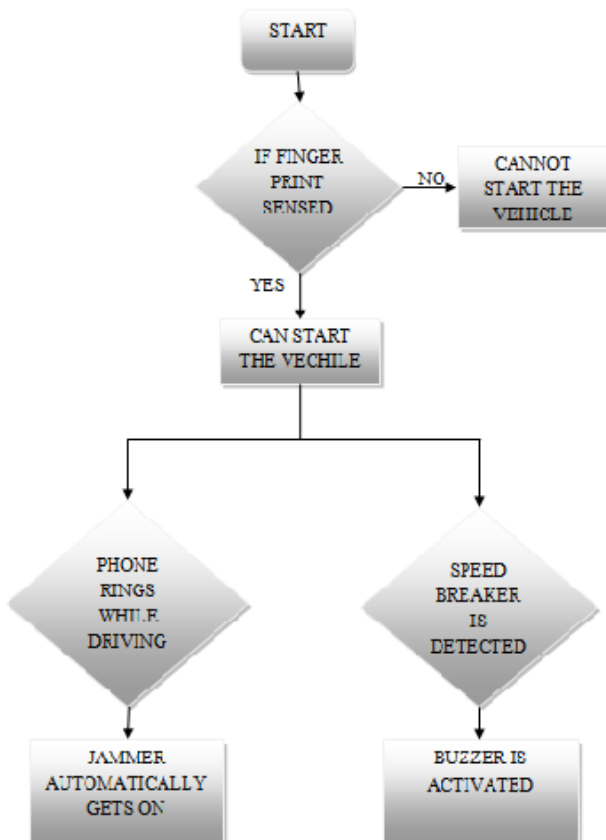 START
IF FINGER
PRINT
SENSED
NO
CANNOT
START THE
VEHICLE
YES
CAN START
THE VECHILE
PHONE
RINGS
WHILE
DRIVING
SPEED
BREAKER
IS
DETECTED
JAMMER
AUTOMATICALLY
GETS ON
BUZZER IS
ACTIVATED